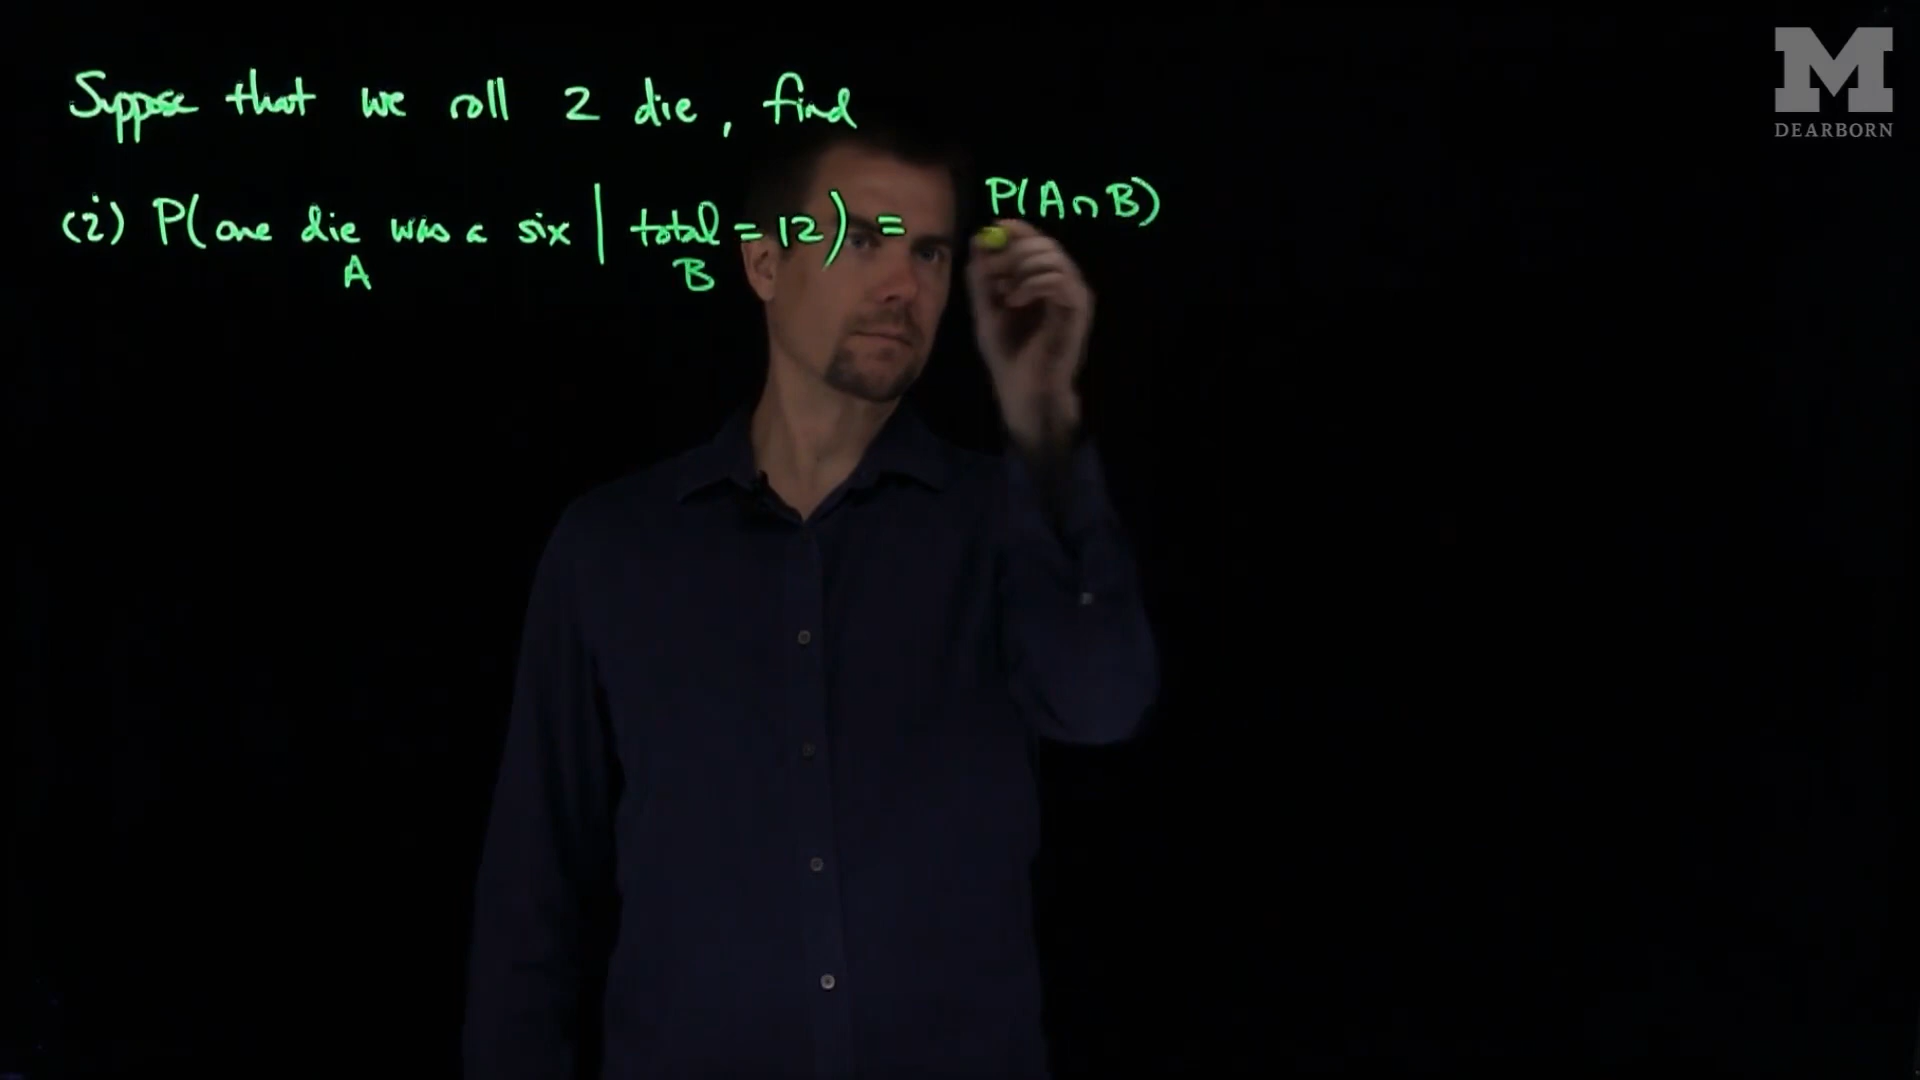 Suppose that we roll 2 die, find
(i) P(one die was a six | total = 12) = P(A∩B)
A B
M
DEARBORN